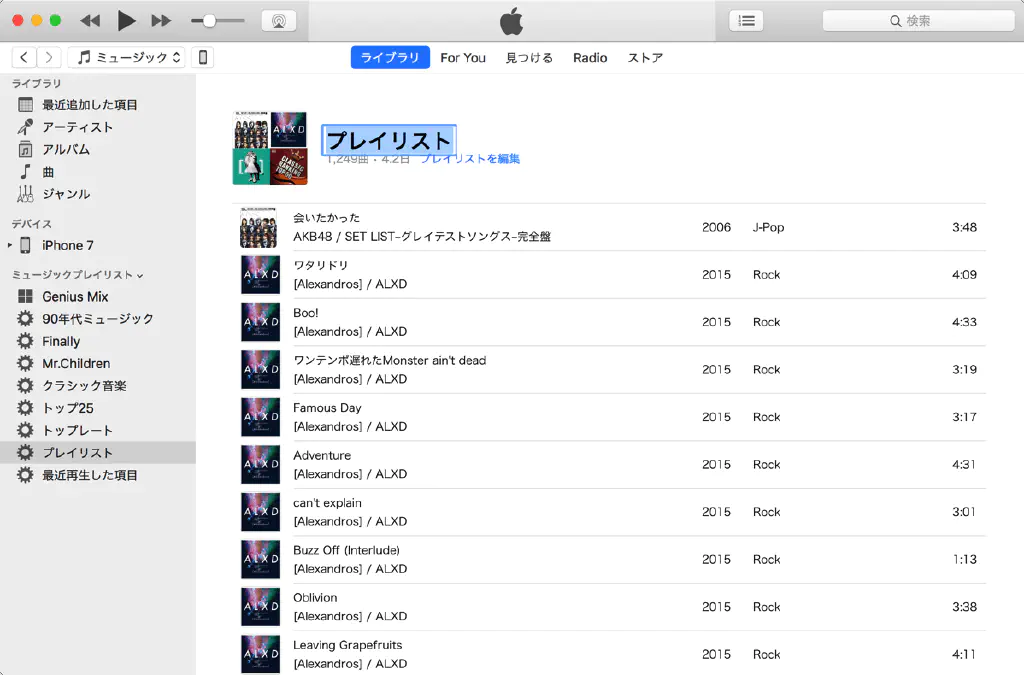 検索
ミュージック
ライブラリ For You 見つける Radio ストア
ライブラリ
最近追加した項目
アーティスト
アルバム
曲
ジャンル
デバイス
iPhone 7
ミュージックプレイリスト
Genius Mix
90年代ミュージック
Finally
Mr.Children
クラシック音楽
トップ25
トップレート
プレイリスト
最近再生した項目
プレイリスト
1,249曲・4.2日 プレイリストを編集
会いたかった
AKB48 / SET LIST–グレイテストソングス–完全盤 2006 J-Pop 3:48
ワタリドリ
[Alexandros] / ALXD 2015 Rock 4:09
Boo!
[Alexandros] / ALXD 2015 Rock 4:33
ワンテンポ遅れたMonster ain't dead
[Alexandros] / ALXD 2015 Rock 3:19
Famous Day
[Alexandros] / ALXD 2015 Rock 3:17
Adventure
[Alexandros] / ALXD 2015 Rock 4:31
can't explain
[Alexandros] / ALXD 2015 Rock 3:01
Buzz Off (Interlude)
[Alexandros] / ALXD 2015 Rock 1:13
Oblivion
[Alexandros] / ALXD 2015 Rock 3:38
Leaving Grapefruits
[Alexandros] / ALXD 2015 Rock 4:11
ALXD
CLASSIC
ALXD
ALXD
ALXD
ALXD
ALXD
ALXD
ALXD
ALXD
ALXD